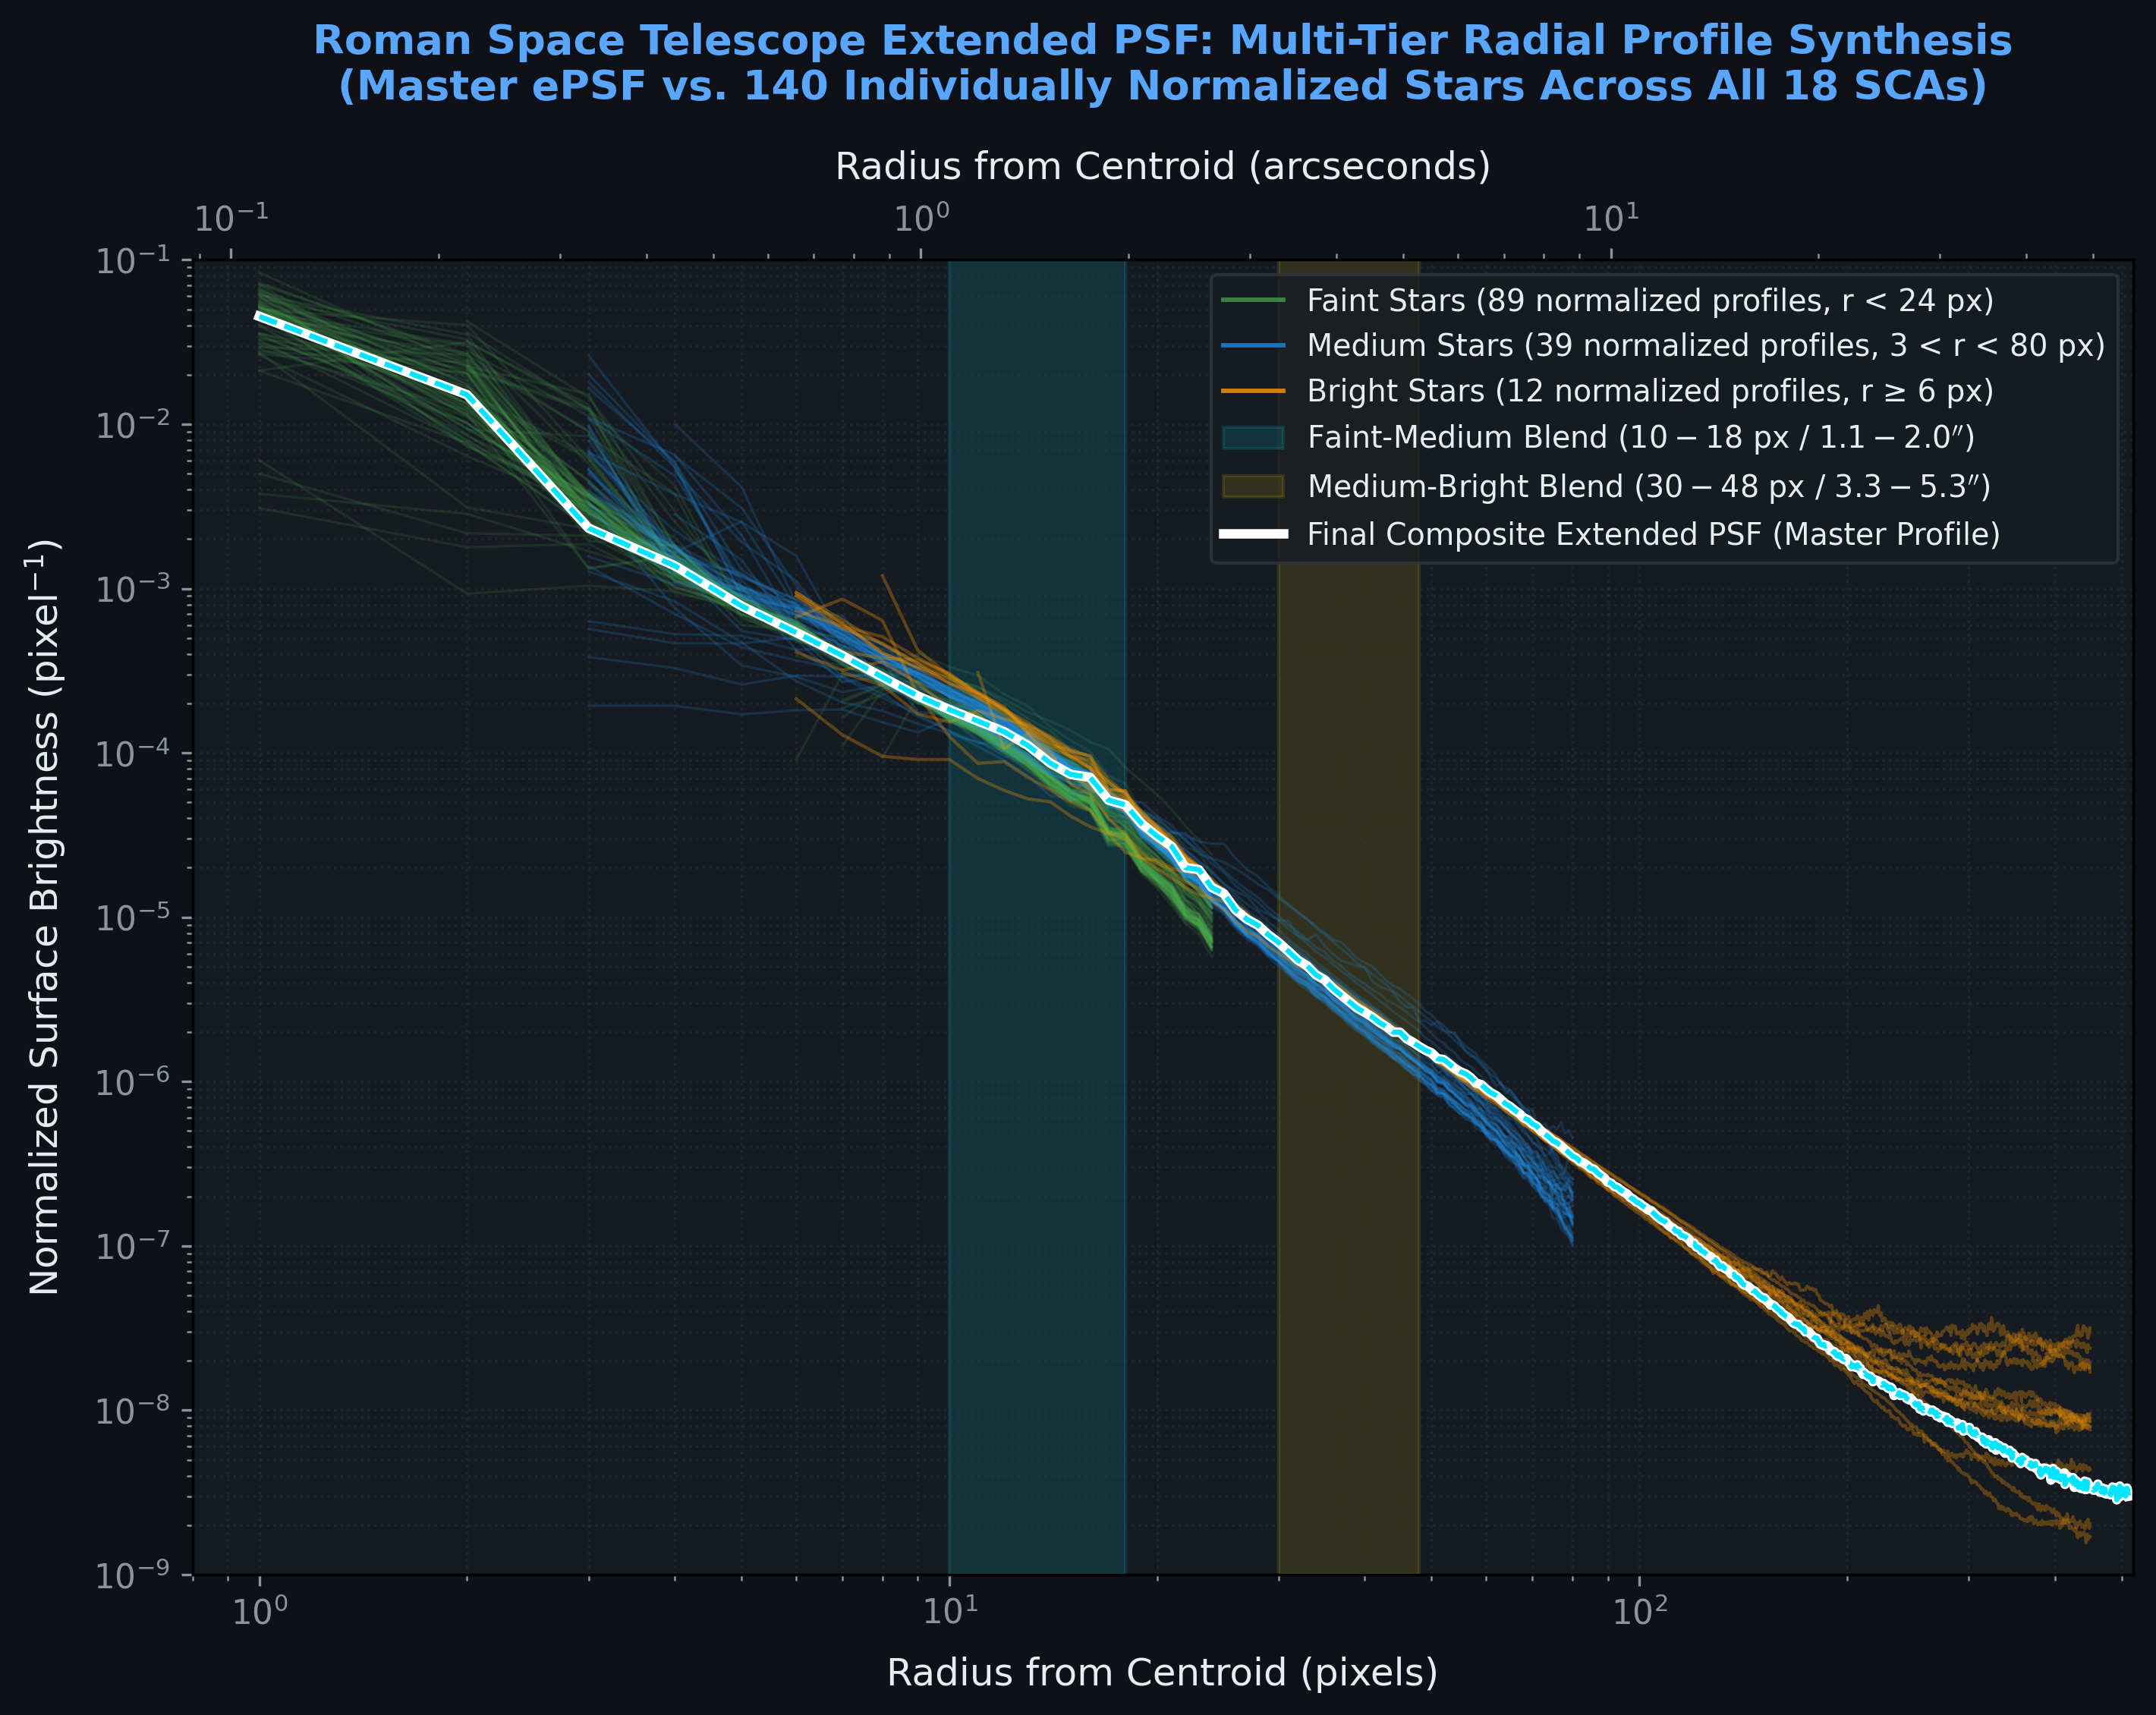 Roman Space Telescope Extended PSF: Multi-Tier Radial Profile Synthesis
(Master ePSF vs. 140 Individually Normalized Stars Across All 18 SCAs)
Radius from Centroid (arcseconds)
10⁻¹ 10⁰ 10¹
Faint Stars (89 normalized profiles, r < 24 px)
Medium Stars (39 normalized profiles, 3 < r < 80 px)
Bright Stars (12 normalized profiles, r ≥ 6 px)
Faint-Medium Blend (10 − 18 px / 1.1 − 2.0″)
Medium-Bright Blend (30 − 48 px / 3.3 − 5.3″)
Final Composite Extended PSF (Master Profile)
Normalized Surface Brightness (pixel⁻¹)
10⁻¹
10⁻²
10⁻³
10⁻⁴
10⁻⁵
10⁻⁶
10⁻⁷
10⁻⁸
10⁻⁹
10⁰ 10¹ 10²
Radius from Centroid (pixels)